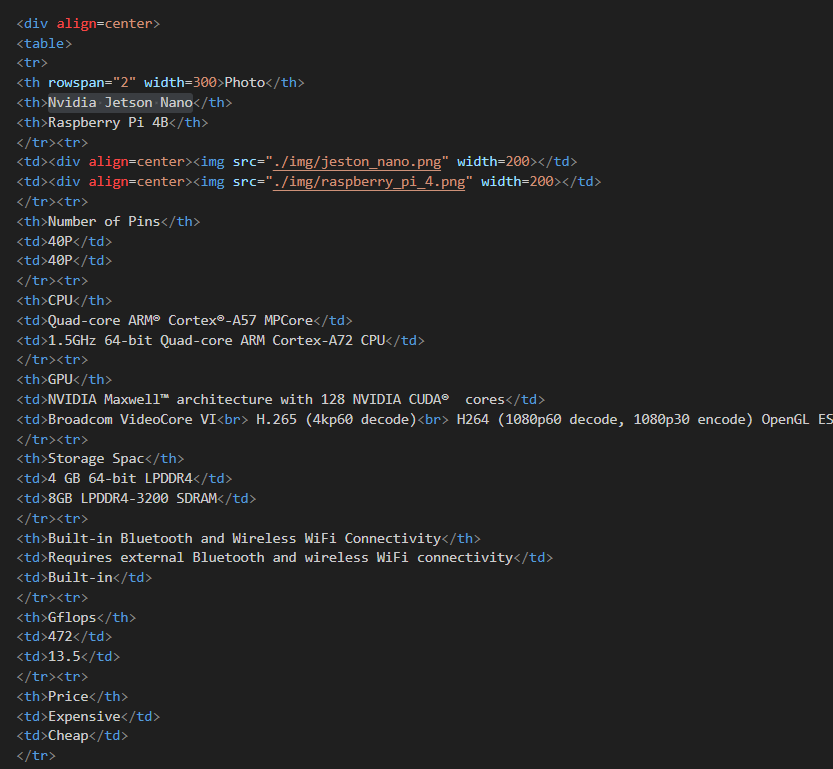 <div align=center>
<table>
<tr>
<th rowspan="2" width=300>Photo</th>
<th>Nvidia Jetson Nano</th>
<th>Raspberry Pi 4B</th>
</tr><tr>
<td><div align=center><img src="./img/jeston_nano.png" width=200></td>
<td><div align=center><img src="./img/raspberry_pi_4.png" width=200></td>
</tr><tr>
<th>Number of Pins</th>
<td>40P</td>
<td>40P</td>
</tr><tr>
<th>CPU</th>
<td>Quad-core ARM® Cortex®-A57 MPCore</td>
<td>1.5GHz 64-bit Quad-core ARM Cortex-A72 CPU</td>
</tr><tr>
<th>GPU</th>
<td>NVIDIA Maxwell™ architecture with 128 NVIDIA CUDA®  cores</td>
<td>Broadcom VideoCore VI<br> H.265 (4kp60 decode)<br> H264 (1080p60 decode, 1080p30 encode) OpenGL ES
</tr><tr>
<th>Storage Spac</th>
<td>4 GB 64-bit LPDDR4</td>
<td>8GB LPDDR4-3200 SDRAM</td>
</tr><tr>
<th>Built-in Bluetooth and Wireless WiFi Connectivity</th>
<td>Requires external Bluetooth and wireless WiFi connectivity</td>
<td>Built-in</td>
</tr><tr>
<th>Gflops</th>
<td>472</td>
<td>13.5</td>
</tr><tr>
<th>Price</th>
<td>Expensive</td>
<td>Cheap</td>
</tr>